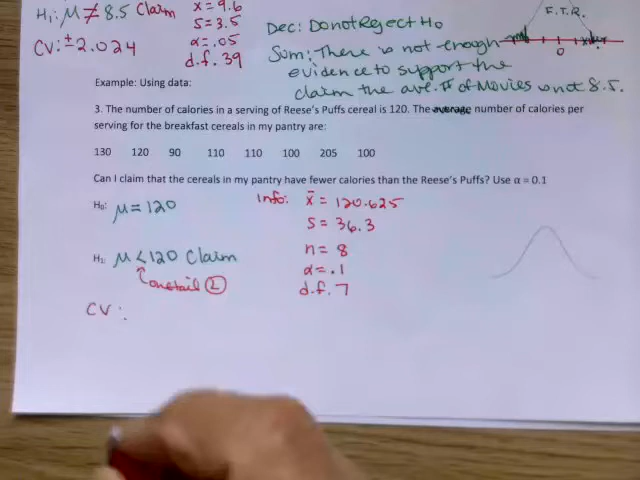 H₁: μ ≠ 8.5 Claim
x̄ = 9.6
s = 3.5
α = .05
d.f. 39
CV: ± 2.024
Dec: Do not Reject H₀
Sum: There is not enough
evidence to support the
claim the ave. # of Movies is not 8.5.
F.T.R.
0
Example: Using data:
3. The number of calories in a serving of Reese's Puffs cereal is 120. The average number of calories per
serving for the breakfast cereals in my pantry are:
130 120 90 110 110 100 205 100
Can I claim that the cereals in my pantry have fewer calories than the Reese's Puffs? Use α = 0.1
H₀: μ = 120
H₁: μ < 120 Claim
one tail L
CV:
Info: x̄ = 120.625
s = 36.3
n = 8
α = .1
d.f. 7